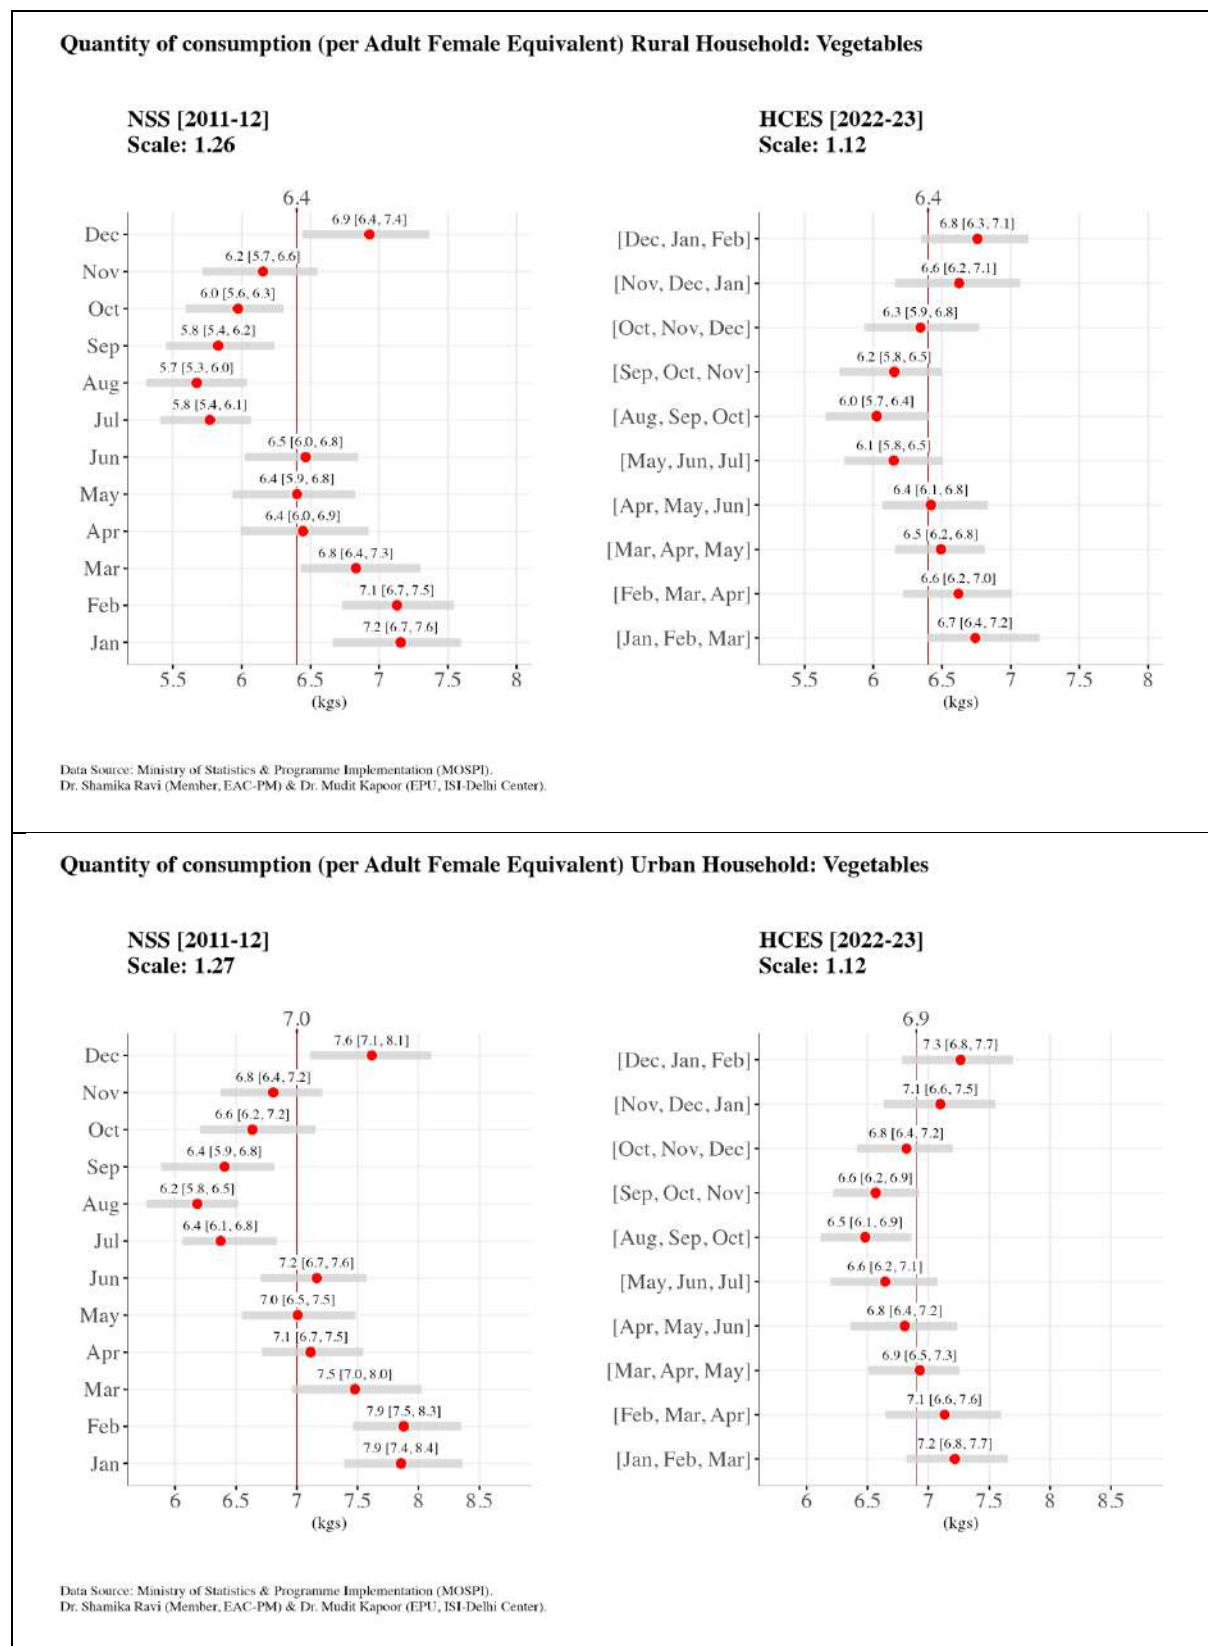 Quantity of consumption (per Adult Female Equivalent) Rural Household: Vegetables
NSS [2011-12]
Scale: 1.26
6.4
Dec
6.9 [6.4, 7.4]
Nov
6.2 [5.7, 6.6]
Oct
6.0 [5.6, 6.3]
Sep
5.8 [5.4, 6.2]
Aug
5.7 [5.3, 6.0]
Jul
5.8 [5.4, 6.1]
Jun
6.5 [6.0, 6.8]
May
6.4 [5.9, 6.8]
Apr
6.4 [6.0, 6.9]
Mar
6.8 [6.4, 7.3]
Feb
7.1 [6.7, 7.5]
Jan
7.2 [6.7, 7.6]
5.5 6 6.5 7 7.5 8
(kgs)
HCES [2022-23]
Scale: 1.12
6.4
[Dec, Jan, Feb]
6.8 [6.3, 7.1]
[Nov, Dec, Jan]
6.6 [6.2, 7.1]
[Oct, Nov, Dec]
6.3 [5.9, 6.8]
[Sep, Oct, Nov]
6.2 [5.8, 6.5]
[Aug, Sep, Oct]
6.0 [5.7, 6.4]
[May, Jun, Jul]
6.1 [5.8, 6.5]
[Apr, May, Jun]
6.4 [6.1, 6.8]
[Mar, Apr, May]
6.5 [6.2, 6.8]
[Feb, Mar, Apr]
6.6 [6.2, 7.0]
[Jan, Feb, Mar]
6.7 [6.4, 7.2]
5.5 6 6.5 7 7.5 8
(kgs)
Data Source: Ministry of Statistics & Programme Implementation (MOSPI).
Dr. Shamika Ravi (Member, EAC-PM) & Dr. Mudit Kapoor (EPU, ISI-Delhi Center).
Quantity of consumption (per Adult Female Equivalent) Urban Household: Vegetables
NSS [2011-12]
Scale: 1.27
7.0
Dec
7.6 [7.1, 8.1]
Nov
6.8 [6.4, 7.2]
Oct
6.6 [6.2, 7.2]
Sep
6.4 [5.9, 6.8]
Aug
6.2 [5.8, 6.5]
Jul
6.4 [6.1, 6.8]
Jun
7.2 [6.7, 7.6]
May
7.0 [6.5, 7.5]
Apr
7.1 [6.7, 7.5]
Mar
7.5 [7.0, 8.0]
Feb
7.9 [7.5, 8.3]
Jan
7.9 [7.4, 8.4]
6 6.5 7 7.5 8 8.5
(kgs)
HCES [2022-23]
Scale: 1.12
6.9
[Dec, Jan, Feb]
7.3 [6.8, 7.7]
[Nov, Dec, Jan]
7.1 [6.6, 7.5]
[Oct, Nov, Dec]
6.8 [6.4, 7.2]
[Sep, Oct, Nov]
6.6 [6.2, 6.9]
[Aug, Sep, Oct]
6.5 [6.1, 6.9]
[May, Jun, Jul]
6.6 [6.2, 7.1]
[Apr, May, Jun]
6.8 [6.4, 7.2]
[Mar, Apr, May]
6.9 [6.5, 7.3]
[Feb, Mar, Apr]
7.1 [6.6, 7.6]
[Jan, Feb, Mar]
7.2 [6.8, 7.7]
6 6.5 7 7.5 8 8.5
(kgs)
Data Source: Ministry of Statistics & Programme Implementation (MOSPI).
Dr. Shamika Ravi (Member, EAC-PM) & Dr. Mudit Kapoor (EPU, ISI-Delhi Center).